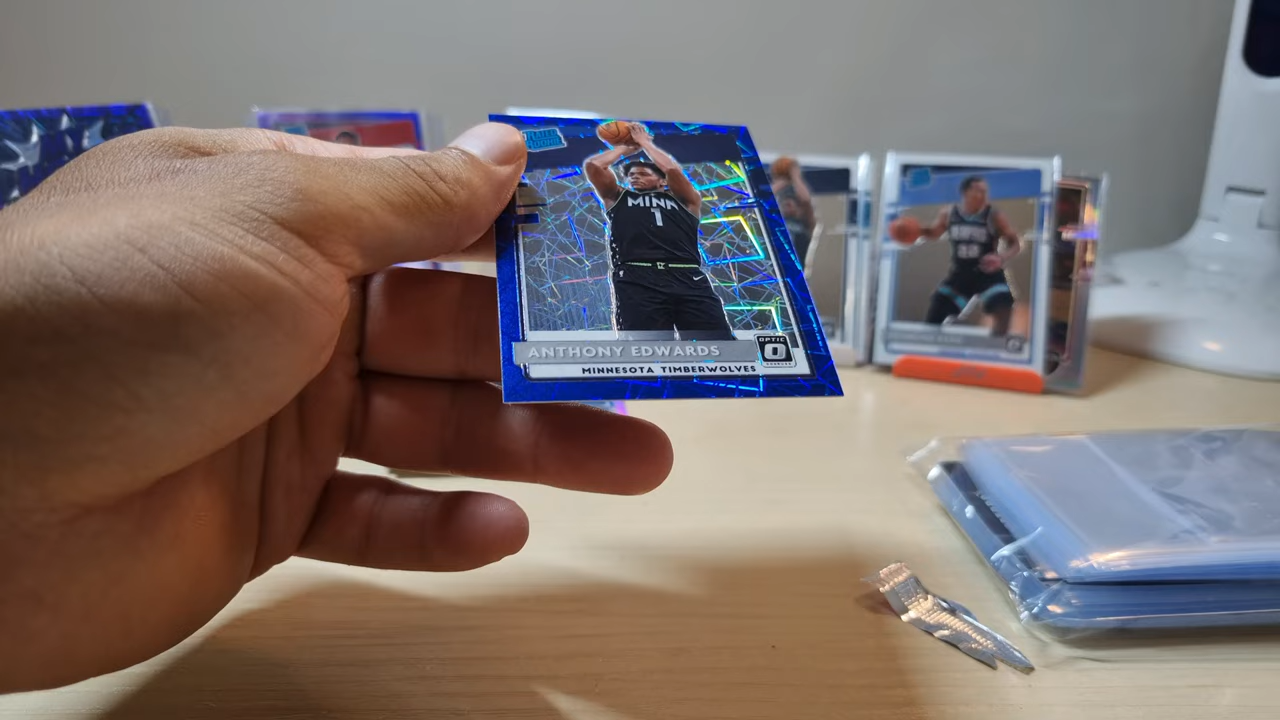 RATED
ROOKIE
MINN
1
ANTHONY EDWARDS
OPTIC
MINNESOTA TIMBERWOLVES